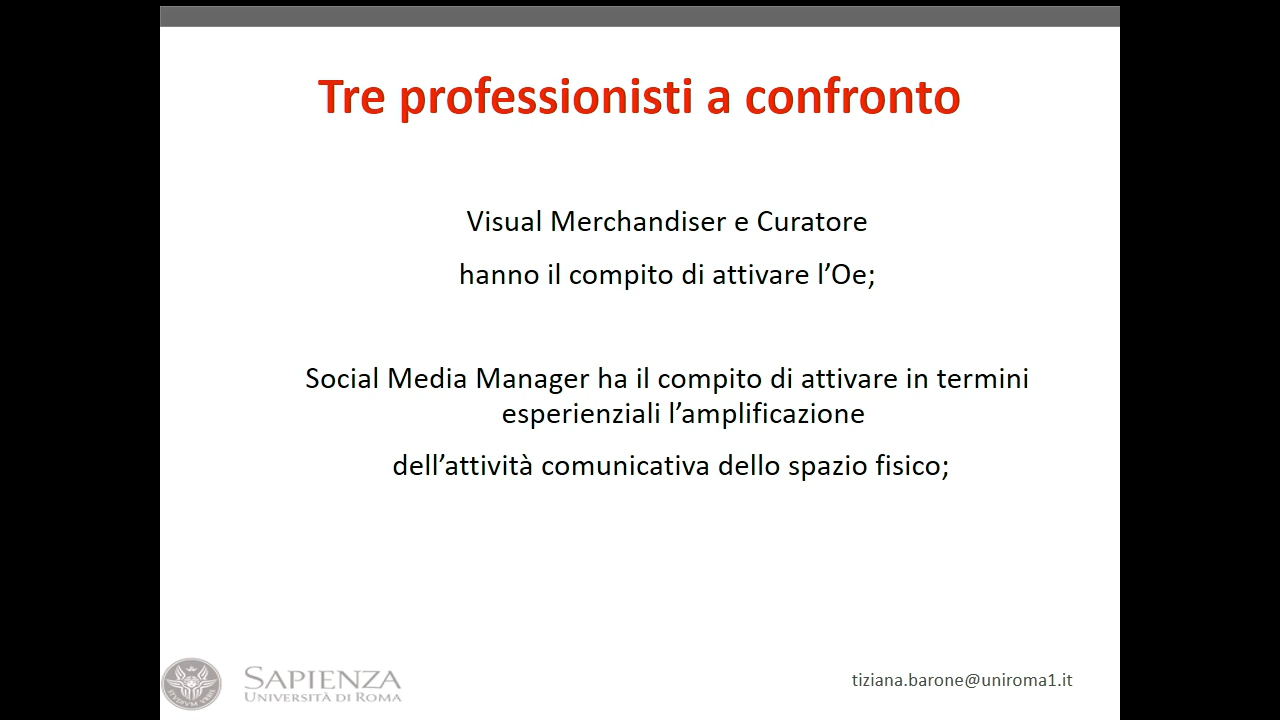 Tre professionisti a confronto
Visual Merchandiser e Curatore
hanno il compito di attivare l’Oe;
Social Media Manager ha il compito di attivare in termini
esperienziali l’amplificazione
dell’attività comunicativa dello spazio fisico;
SAPIENZA
UNIVERSITÀ DI ROMA
tiziana.barone@uniroma1.it